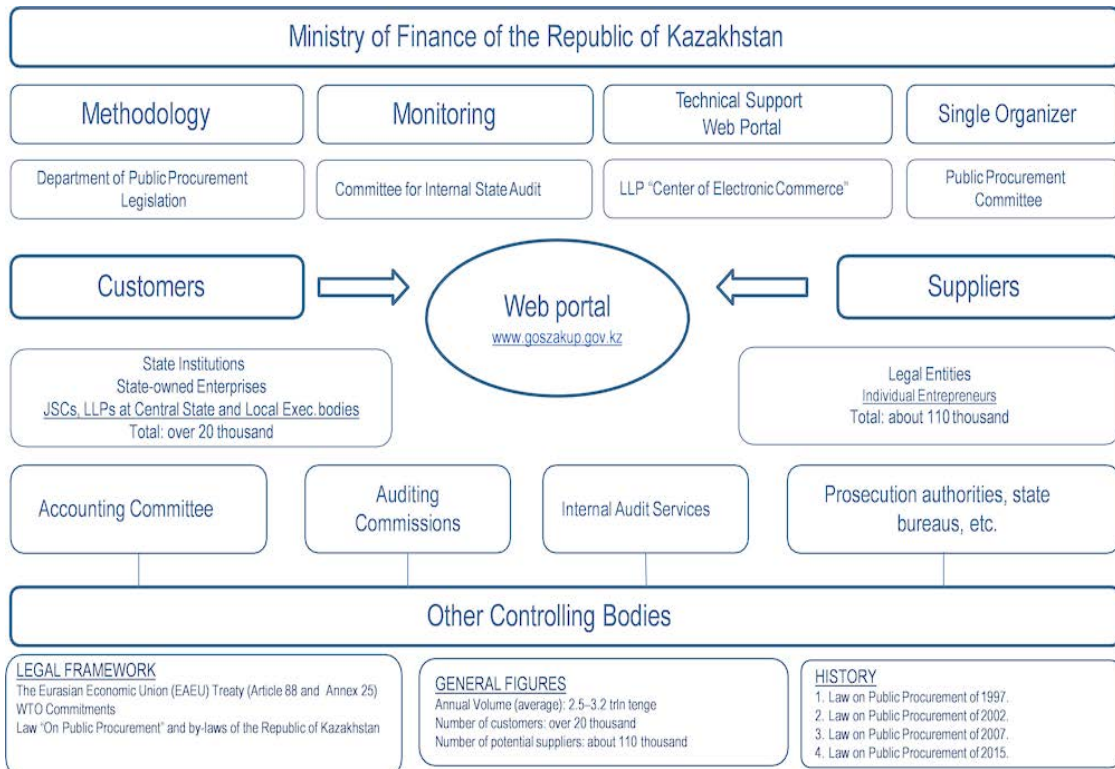 Ministry of Finance of the Republic of Kazakhstan
Methodology
Monitoring
Technical Support
Web Portal
Single Organizer
Department of Public Procurement
Legislation
Committee for Internal State Audit
LLP “Center of Electronic Commerce”
Public Procurement
Committee
Customers
Web portal
www.goszakup.gov.kz
Suppliers
State Institutions
State-owned Enterprises
JSCs, LLPs at Central State and Local Exec. bodies
Total: over 20 thousand
Legal Entities
Individual Entrepreneurs
Total: about 110 thousand
Accounting Committee
Auditing
Commissions
Internal Audit Services
Prosecution authorities, state
bureaus, etc.
Other Controlling Bodies
LEGAL FRAMEWORK
The Eurasian Economic Union (EAEU) Treaty (Article 88 and Annex 25)
WTO Commitments
Law “On Public Procurement” and by-laws of the Republic of Kazakhstan
GENERAL FIGURES
Annual Volume (average): 2.5–3.2 trln tenge
Number of customers: over 20 thousand
Number of potential suppliers: about 110 thousand
HISTORY
1. Law on Public Procurement of 1997.
2. Law on Public Procurement of 2002.
3. Law on Public Procurement of 2007.
4. Law on Public Procurement of 2015.